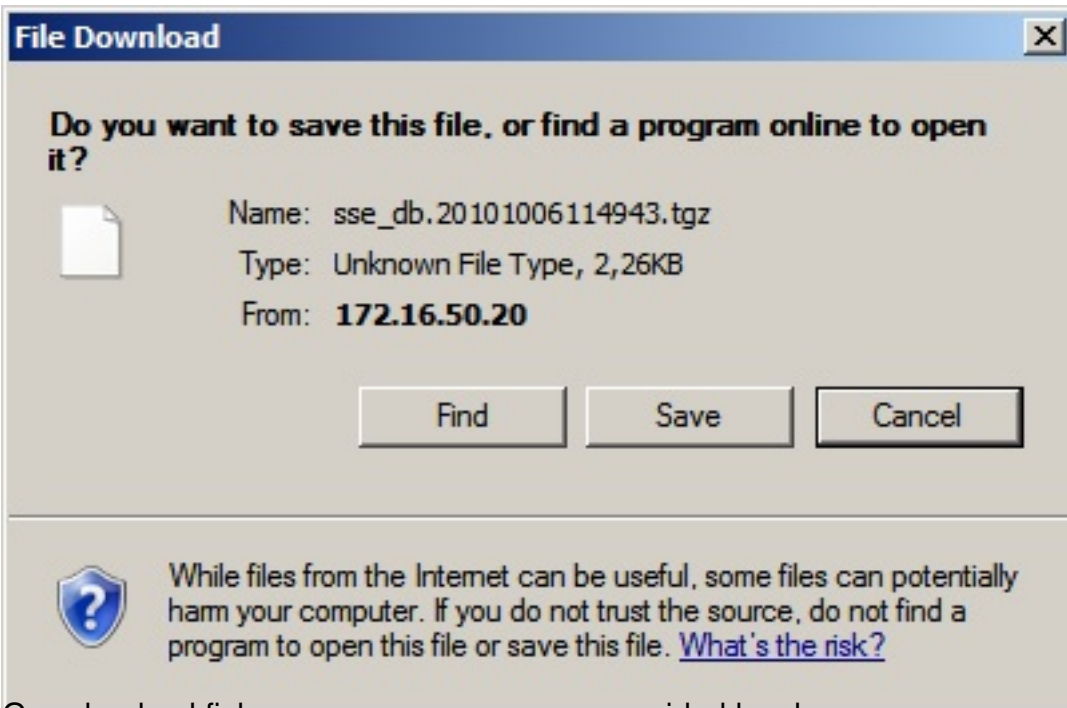 File Download
Do you want to save this file, or find a program online to open
it?
Name: sse_db.20101006114943.tgz
Type: Unknown File Type, 2,26KB
From: 172.16.50.20
Find Save Cancel
While files from the Internet can be useful, some files can potentially
harm your computer. If you do not trust the source, do not find a
program to open this file or save this file. What's the risk?